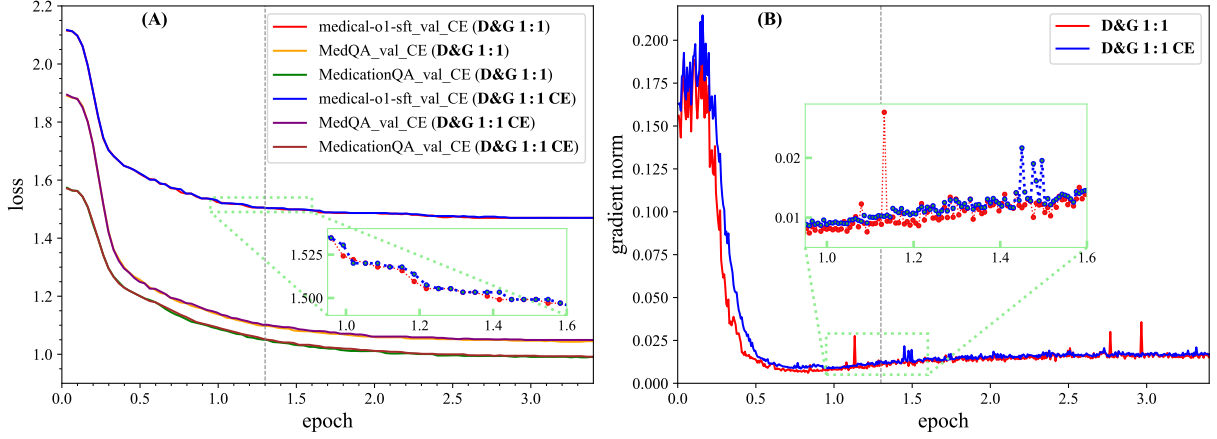 (A)
medical-o1-sft_val_CE (D&G 1:1)
MedQA_val_CE (D&G 1:1)
MedicationQA_val_CE (D&G 1:1)
medical-o1-sft_val_CE (D&G 1:1 CE)
MedQA_val_CE (D&G 1:1 CE)
MedicationQA_val_CE (D&G 1:1 CE)
loss
2.2
2.0
1.8
1.6
1.4
1.2
1.0
1.525
1.500
1.0 1.2 1.4 1.6
0.0 0.5 1.0 1.5 2.0 2.5 3.0
epoch
(B)
D&G 1:1
D&G 1:1 CE
gradient norm
0.200
0.175
0.150
0.125
0.100
0.075
0.050
0.025
0.000
0.02
0.01
1.0 1.2 1.4 1.6
0.0 0.5 1.0 1.5 2.0 2.5 3.0
epoch